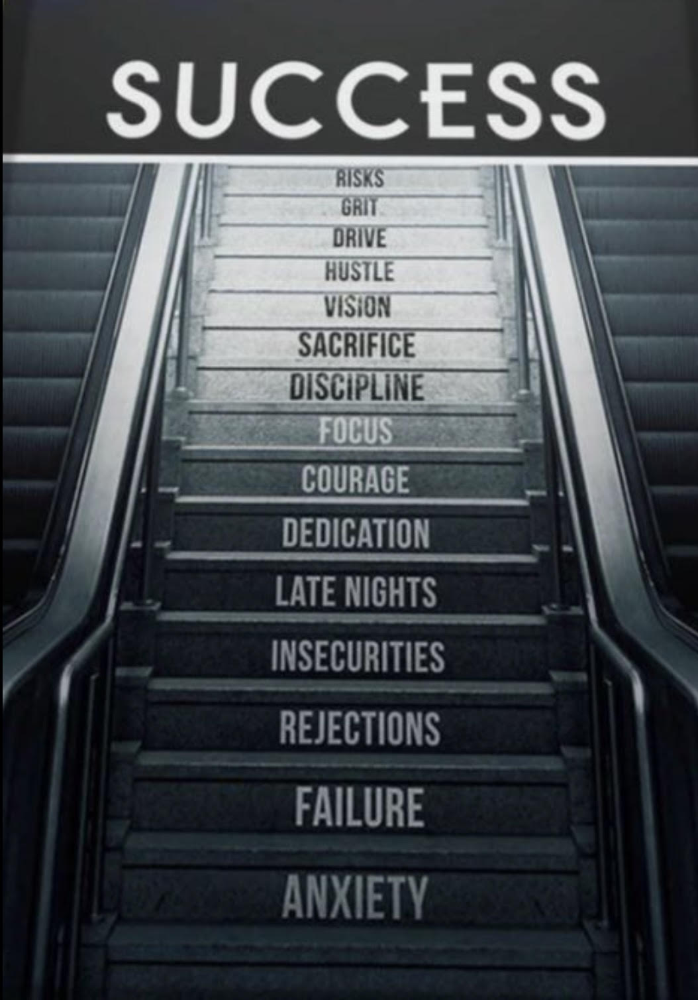 SUCCESS
RISKS
GRIT
DRIVE
HUSTLE
VISION
SACRIFICE
DISCIPLINE
FOCUS
COURAGE
DEDICATION
LATE NIGHTS
INSECURITIES
REJECTIONS
FAILURE
ANXIETY